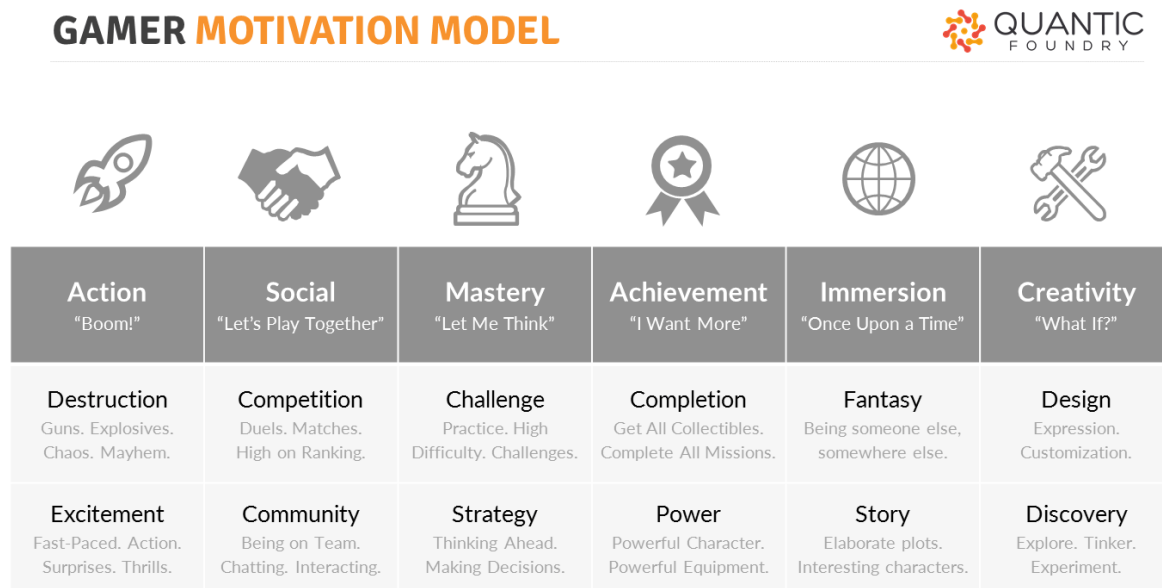 GAMER MOTIVATION MODEL
QUANTIC
FOUNDRY
Action
“Boom!”
Social
“Let’s Play Together”
Mastery
“Let Me Think”
Achievement
“I Want More”
Immersion
“Once Upon a Time”
Creativity
“What If?”
Destruction
Guns. Explosives.
Chaos. Mayhem.
Competition
Duels. Matches.
High on Ranking.
Challenge
Practice. High
Difficulty. Challenges.
Completion
Get All Collectibles.
Complete All Missions.
Fantasy
Being someone else,
somewhere else.
Design
Expression.
Customization.
Excitement
Fast-Paced. Action.
Surprises. Thrills.
Community
Being on Team.
Chatting. Interacting.
Strategy
Thinking Ahead.
Making Decisions.
Power
Powerful Character.
Powerful Equipment.
Story
Elaborate plots.
Interesting characters.
Discovery
Explore. Tinker.
Experiment.